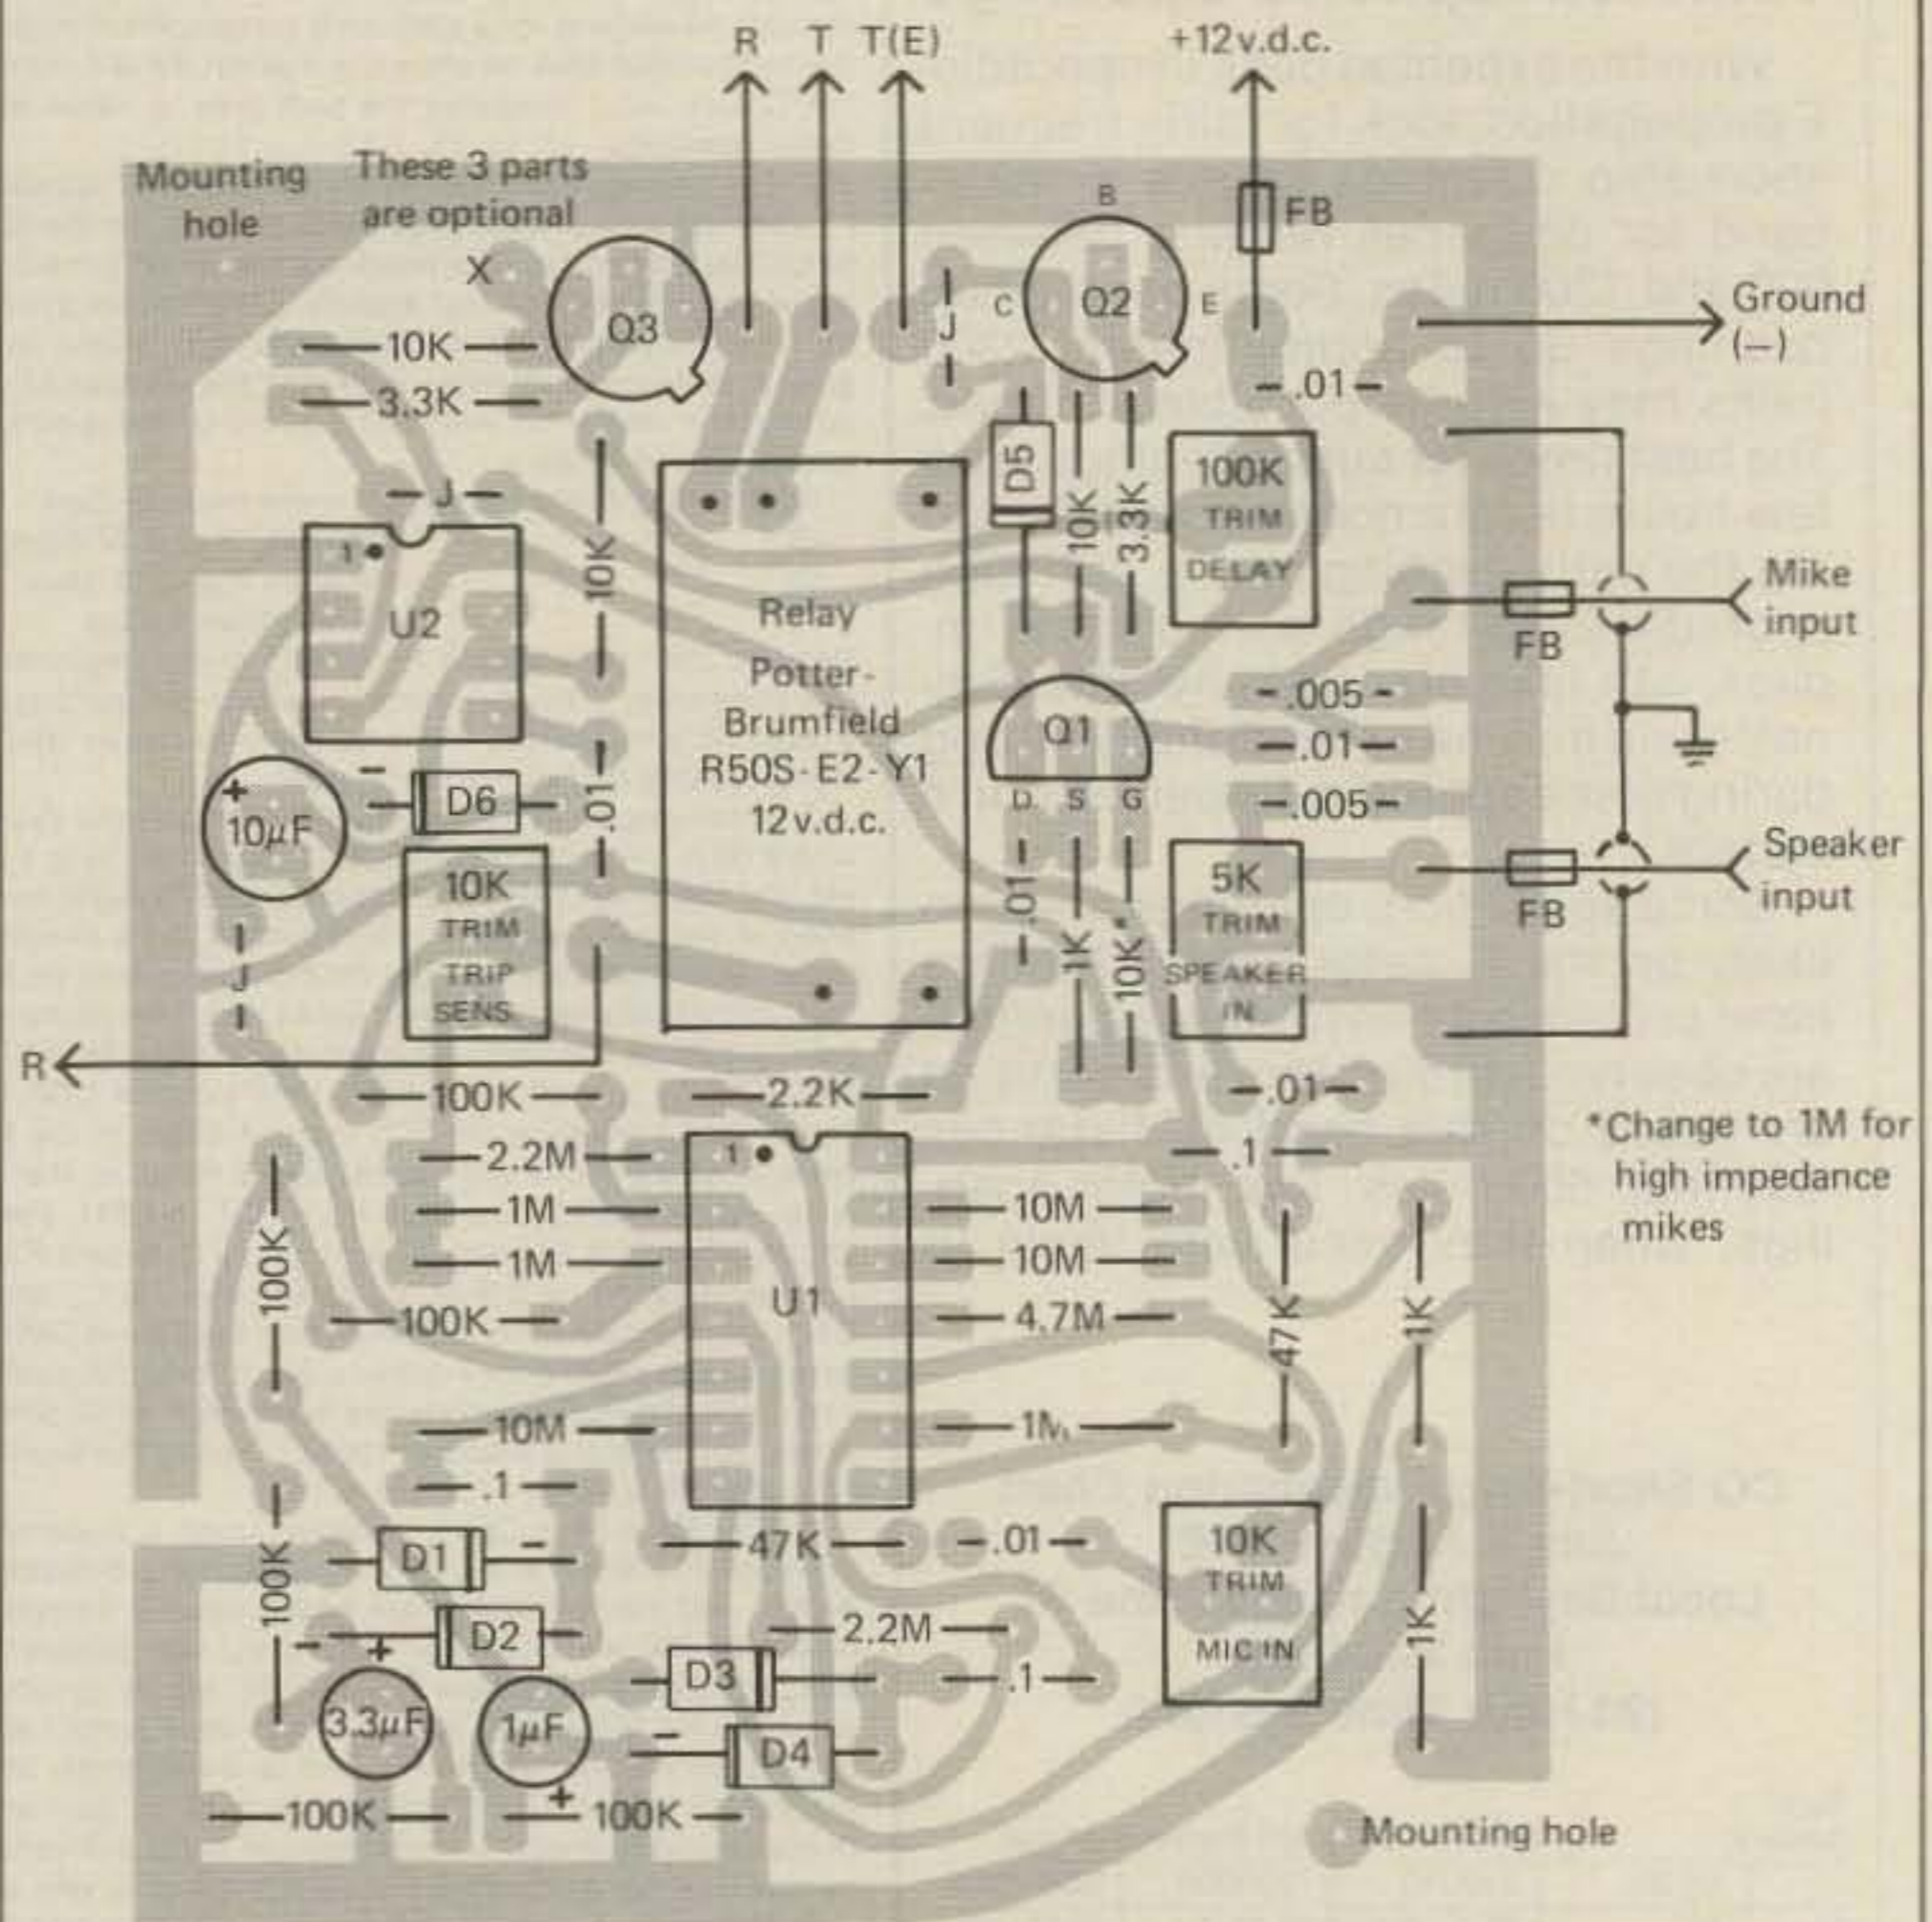 R T T(E) +12v.d.c.
Mounting
hole
These 3 parts
are optional
B
FB
X
Q3
C
Q2
E
Ground
(–)
J
10K
3.3K
.01
J
D5
10K
3.3K
100K
TRIM
DELAY
1
U2
10K
Relay
Potter-
Brumfield
R50S-E2-Y1
12v.d.c.
Mike
input
FB
.005
Q1
.01
D S G
.005
–
D6
+
10µF
.01
10K
TRIM
TRIP
SENS
J
.01
1K
10K*
5K
TRIM
SPEAKER
IN
Speaker
input
FB
R
100K
2.2K
.01
*Change to 1M for
high impedance
mikes
2.2M
1
.1
1M
10M
100K
1M
10M
U1
100K
4.7M
47K
1K
10M
1M
.1
100K
D1
–
47K
.01
10K
TRIM
MIC IN
–
D2
2.2M
1K
+
3.3µF
1µF
D3
.1
–
D4
100K
+
100K
Mounting hole